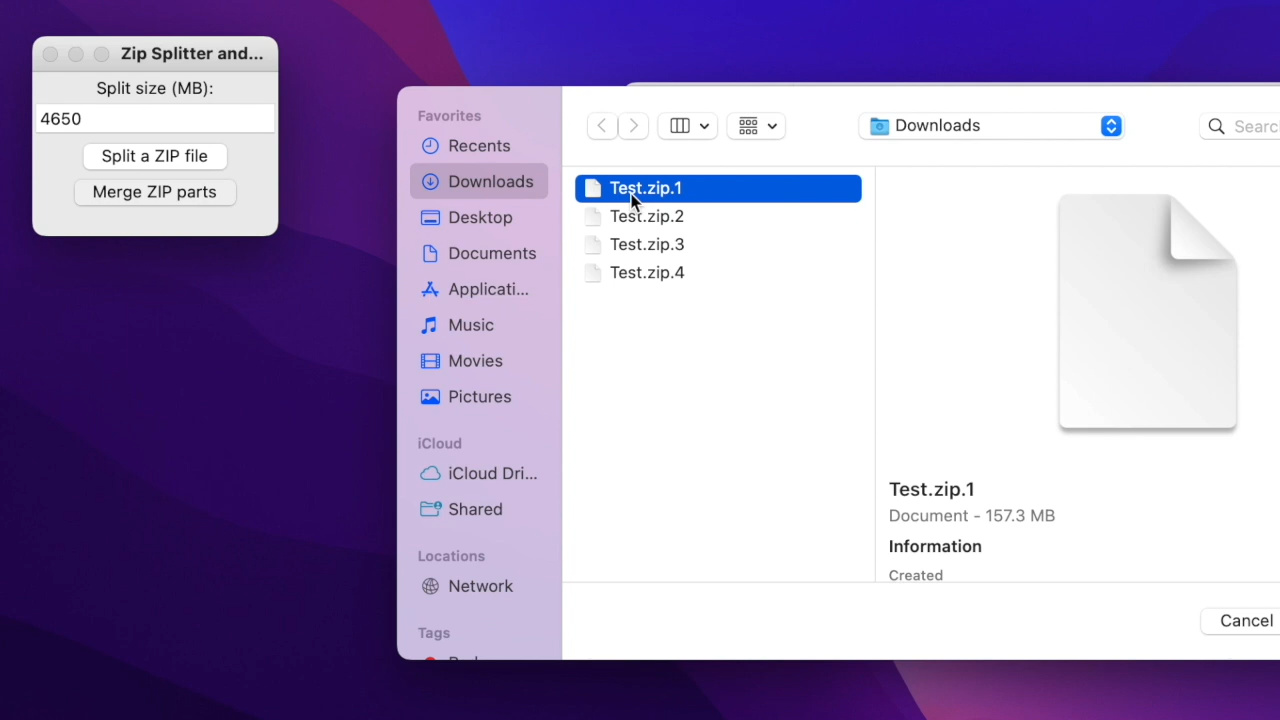 Zip Splitter and...
Split size (MB):
4650
Split a ZIP file
Merge ZIP parts
Favorites
Recents
Downloads
Desktop
Documents
Applicati...
Music
Movies
Pictures
iCloud
iCloud Dri...
Shared
Locations
Network
Tags
Downloads
Searc
Test.zip.1
Test.zip.2
Test.zip.3
Test.zip.4
Test.zip.1
Document - 157.3 MB
Information
Created
Cancel